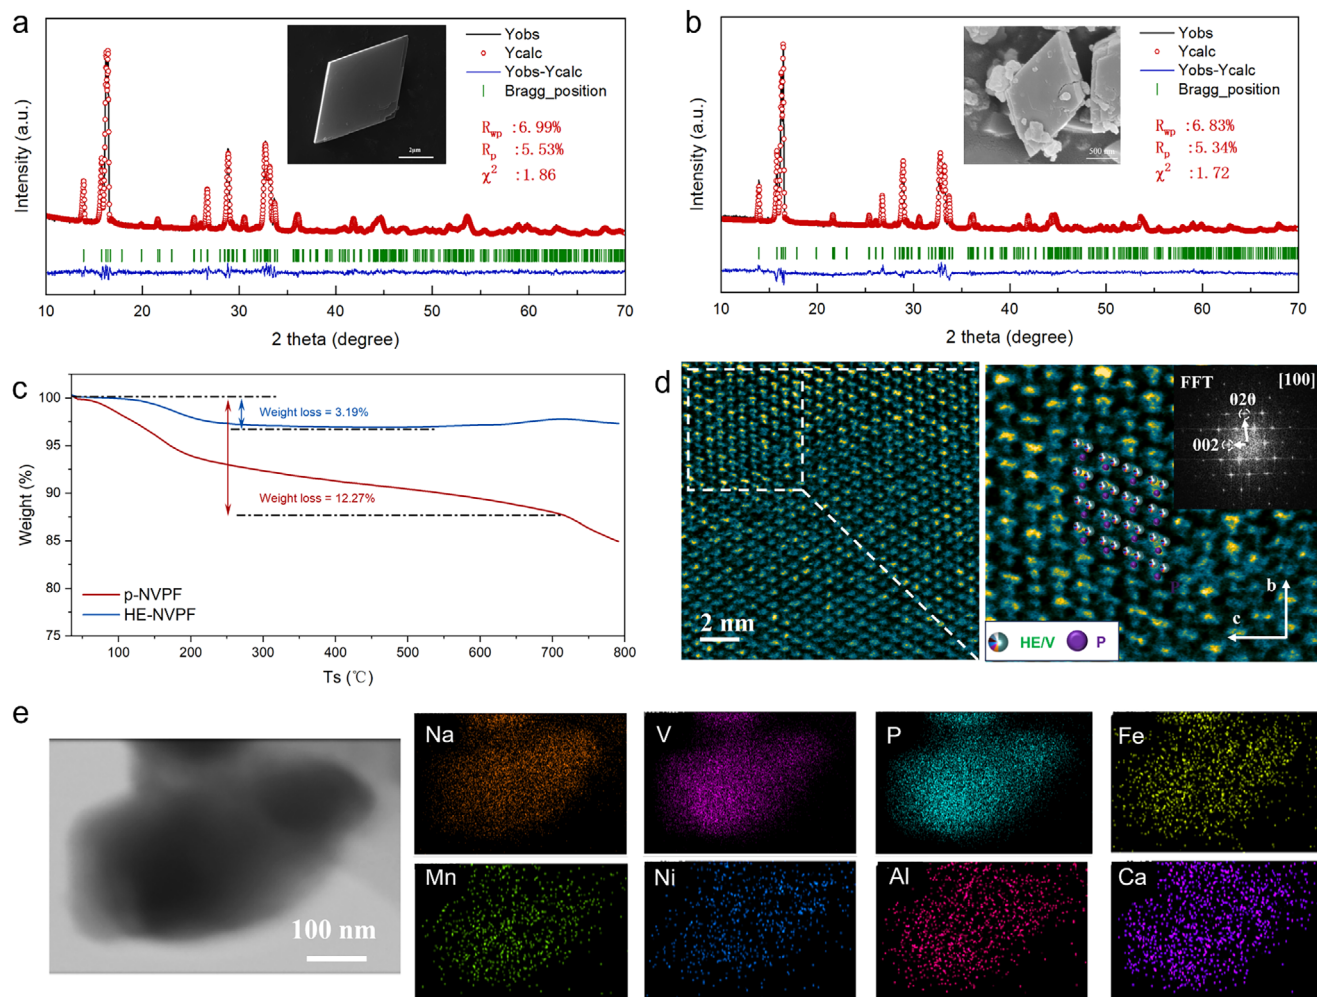 a
Intensity (a.u.)
2μm
Yobs
Ycalc
Yobs-Ycalc
Bragg_position
Rwp :6.99%
Rp :5.53%
χ2 :1.86
10 20 30 40 50 60 70
2 theta (degree)
b
Intensity (a.u.)
500 nm
Yobs
Ycalc
Yobs-Ycalc
Bragg_position
Rwp :6.83%
Rp :5.34%
χ2 :1.72
10 20 30 40 50 60 70
2 theta (degree)
c
Weight (%)
100
95
90
85
80
75
Weight loss = 3.19%
Weight loss = 12.27%
p-NVPF
HE-NVPF
100 200 300 400 500 600 700 800
Ts (℃)
d
2 nm
FFT
[100]
020
002
b
c
HE/V
P
e
100 nm
Na
V
P
Fe
Mn
Ni
Al
Ca